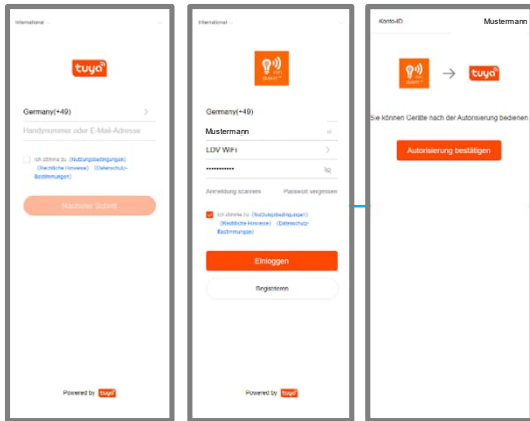 International
tuya
Germany(+49)
Handynummer oder E-Mail-Adresse
Ich stimme zu (Nutzungsbedingungen)
(Rechtliche Hinweise) (Datenschutz-
Bestimmungen)
Nächster Schritt
Powered by tuya
International
WiFi
Germany(+49)
Mustermann
LDV WiFi
•••••••••••
Anmeldung scannen Passwort vergessen
Ich stimme zu (Nutzungsbedingungen)
(Rechtliche Hinweise) (Datenschutz-
Bestimmungen)
Einloggen
Registrieren
Powered by tuya
Konto-ID Mustermann
tuya
Sie können Geräte nach der Autorisierung bedienen
Autorisierung bestätigen